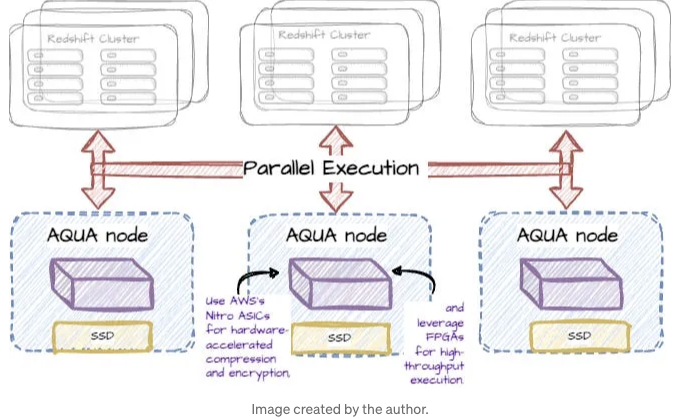 Redshift Cluster
Redshift Cluster
Redshift Cluster
Parallel Execution
AQUA node
AQUA node
AQUA node
Use AWS's
Nitro ASICs
for hardware-
accelerated
compression
and encryption,
and
leverage
FPGAs
for high-
throughput
execution.
SSD
SSD
SSD
Image created by the author.